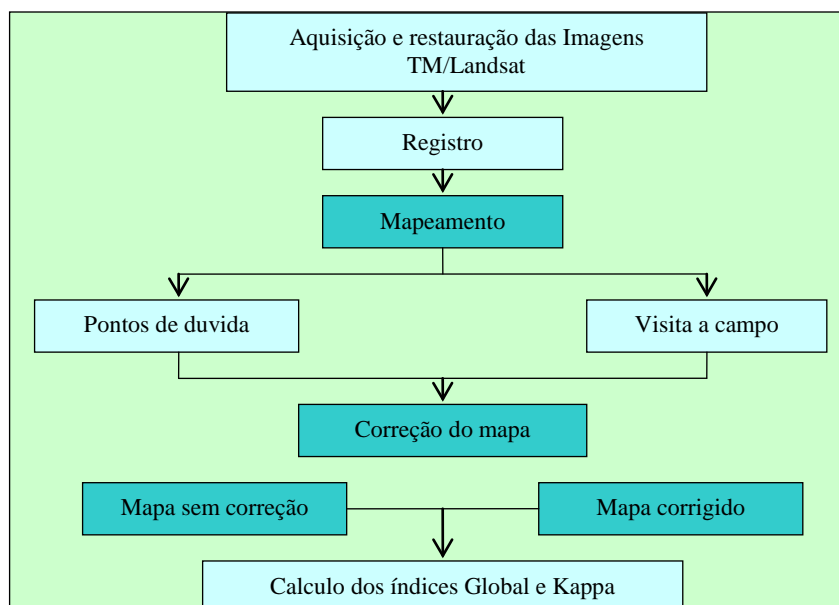 Aquisição e restauração das Imagens
TM/Landsat
Registro
Mapeamento
Pontos de duvida
Visita a campo
Correção do mapa
Mapa sem correção
Mapa corrigido
Calculo dos índices Global e Kappa